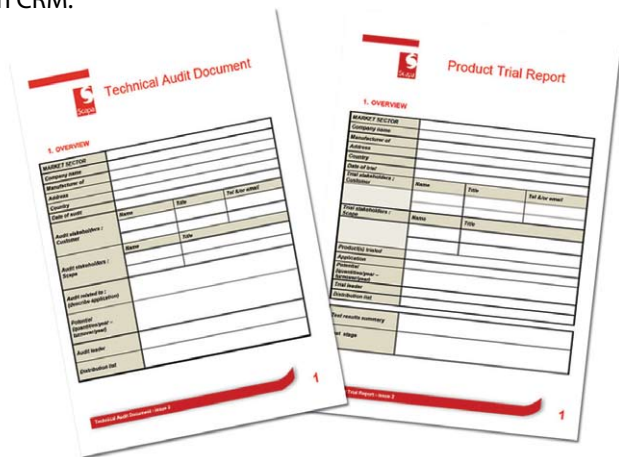 n CRM.
Scapa
Technical Audit Document
1. OVERVIEW
MARKET SECTOR
Company name
Manufacturer of
Address
Country
Date of audit
Audit stakeholders :
Customer
Name
Title
Tel &/or email
Audit stakeholders :
Scapa
Name
Title
Audit related to :
(describe application)
Potential
(quantities/year –
turnover/year)
Audit leader
Distribution list
Technical Audit Document - issue
1
Scapa
Product Trial Report
1. OVERVIEW
MARKET SECTOR
Company name
Manufacturer of
Address
Country
Date of trial
Trial stakeholders :
Customer
Name
Title
Tel &/or email
Trial stakeholders :
Scapa
Name
Title
Product(s) trialed
Application
Potential
(quantities/year –
turnover/year)
Trial leader
Distribution list
Test results summary
stage
Trial Report - issue 2
1